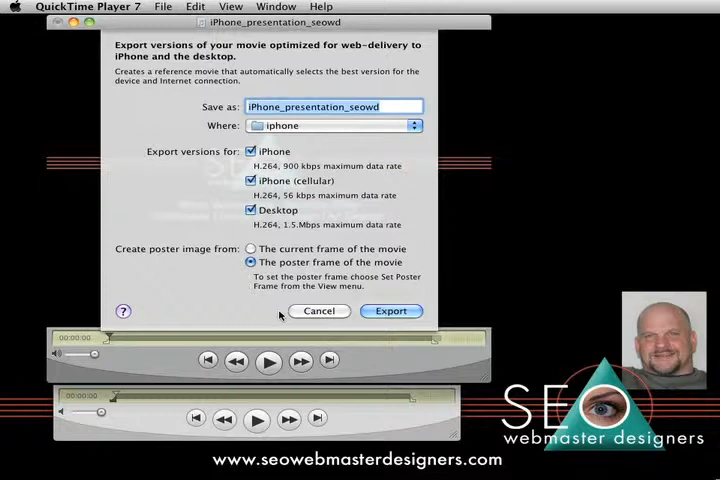 QuickTime Player 7 File Edit View Window Help
iPhone_presentation_seowd
Export versions of your movie optimized for web-delivery to
iPhone and the desktop.
Creates a reference movie that automatically selects the best version for the
device and Internet connection.
Save as: iPhone_presentation_seowd
Where: iphone
Export versions for: iPhone
H.264, 900 kbps maximum data rate
iPhone (cellular)
H.264, 56 kbps maximum data rate
Desktop
H.264, 1.5.Mbps maximum data rate
Create poster image from: The current frame of the movie
The poster frame of the movie
To set the poster frame choose Set Poster
Frame from the View menu.
? Cancel Export
00:00:00
00:00:00
SEO
webmaster designers
www.seowebmasterdesigners.com